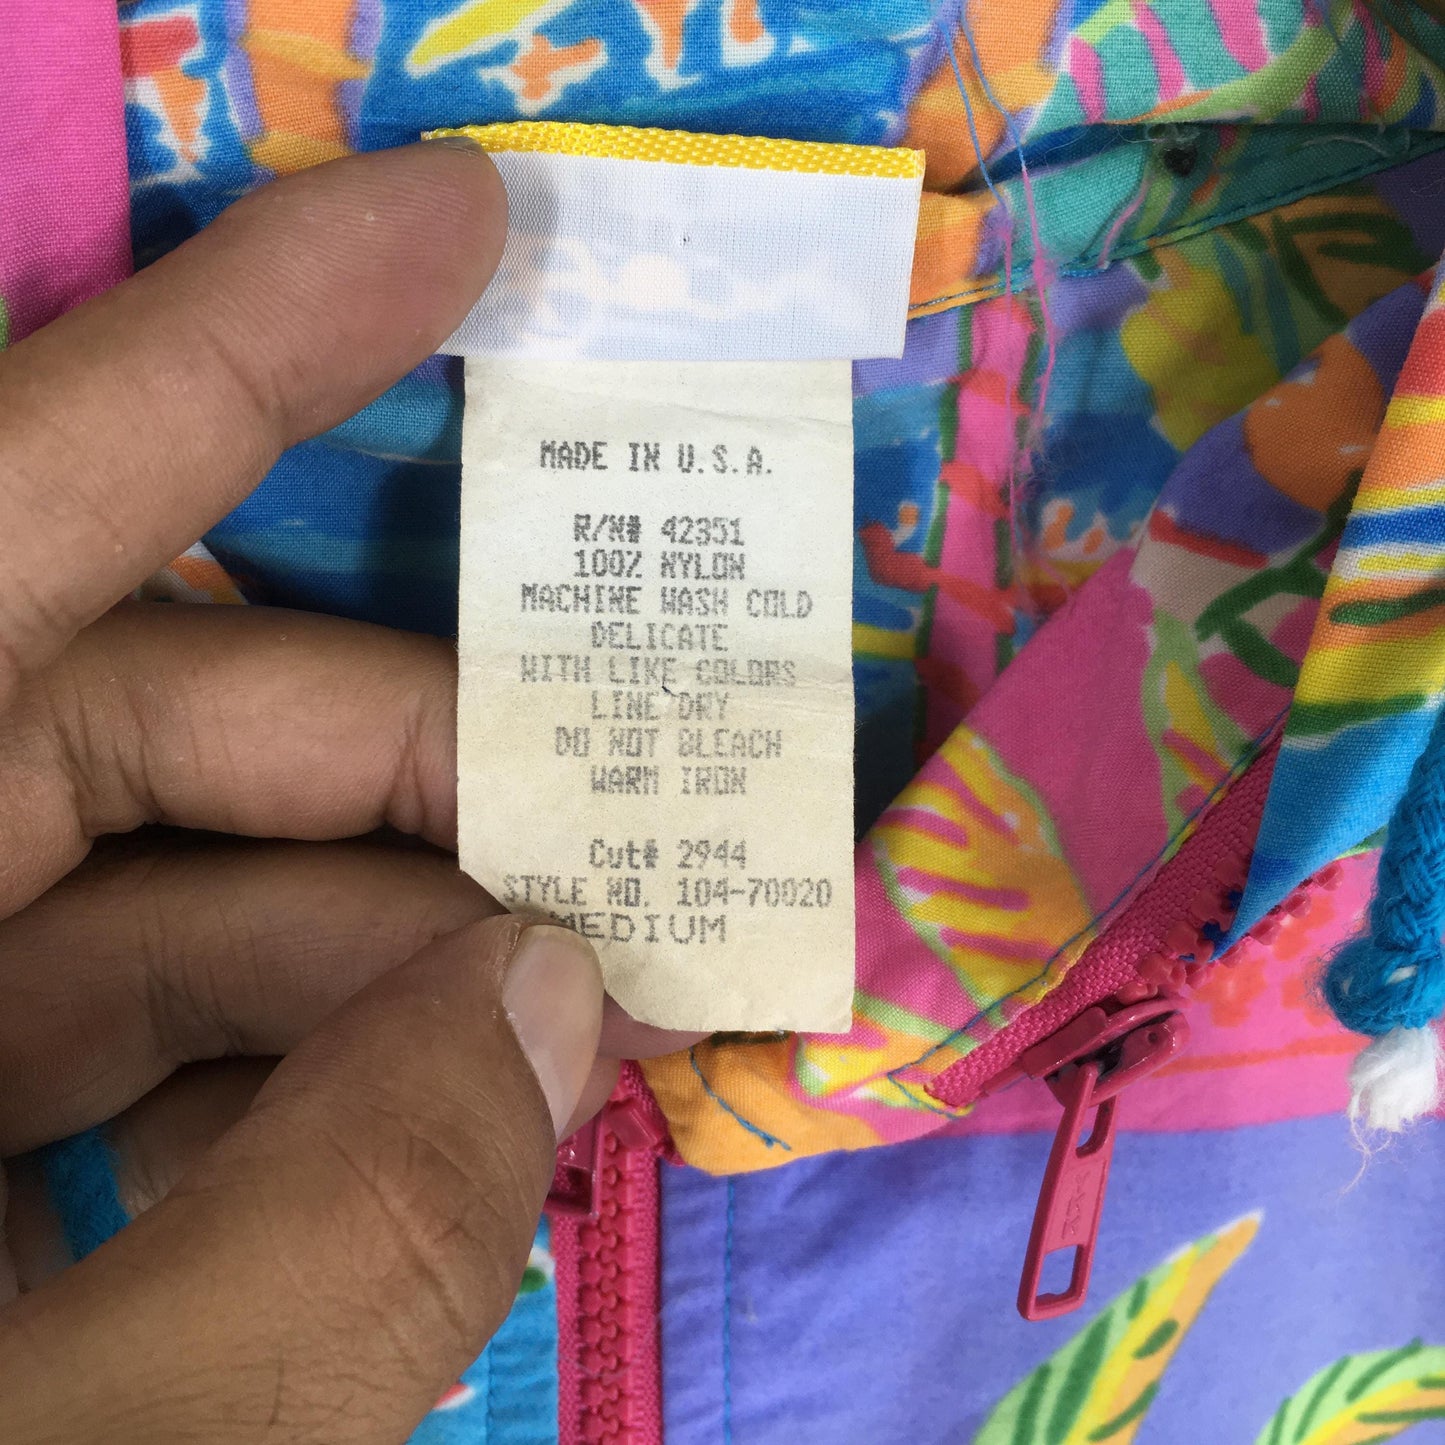 MADE IN U.S.A.
R/N# 42351
100% NYLON
MACHINE WASH COLD
DELICATE
WITH LIKE COLORS
LINE DRY
DO NOT BLEACH
WARM IRON
Cut# 2944
STYLE NO. 104-70020
MEDIUM
YKK